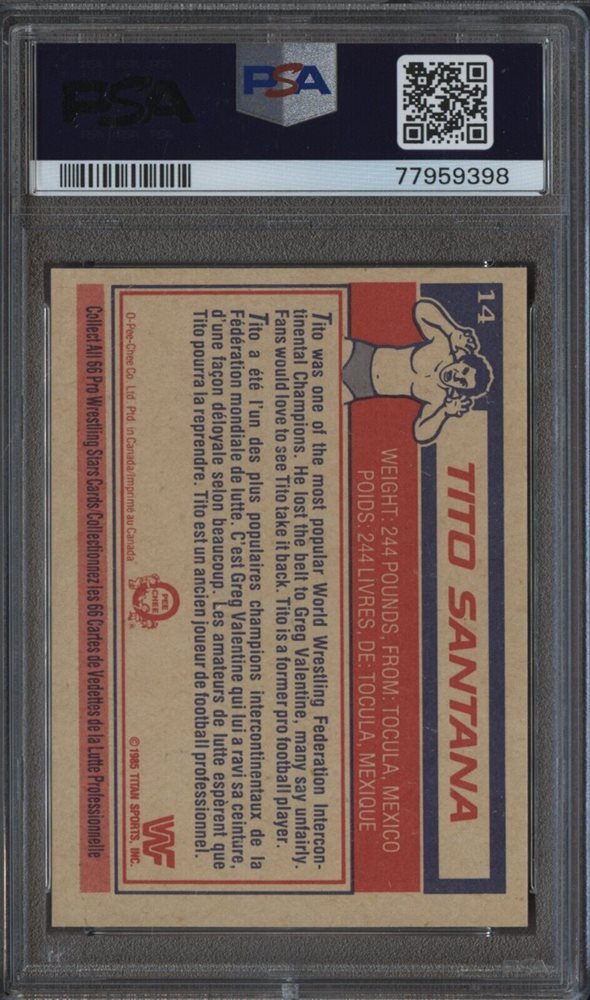 PSA
PSA
77959398
14
TITO SANTANA
WEIGHT: 244 POUNDS, FROM: TOCULA, MEXICO
POIDS: 244 LIVRES, DE: TOCULA, MEXIQUE
Tito was one of the most popular World Wrestling Federation Intercon-
tinental Champions. He lost the belt to Greg Valentine, many say unfairly.
Fans would love to see Tito take it back. Tito is a former pro football player.
Tito a été l'un des plus populaires champions intercontinentaux de la
Fédération mondiale de lutte. C'est Greg Valentine qui lui a ravi sa ceinture,
d'une façon déloyale selon beaucoup. Les amateurs de lutte espèrent que
Tito pourra la reprendre. Tito est un ancien joueur de football professionnel.
O-Pee-Chee Co. Ltd. Ptd. in Canada/Imprimé au Canada
O PEE CHEE
®
WF
©1985 TITAN SPORTS, INC.
Collect All 66 Pro Wrestling Stars Cards/Collectionnez les 66 Cartes de Vedettes de la Lutte Professionnelle